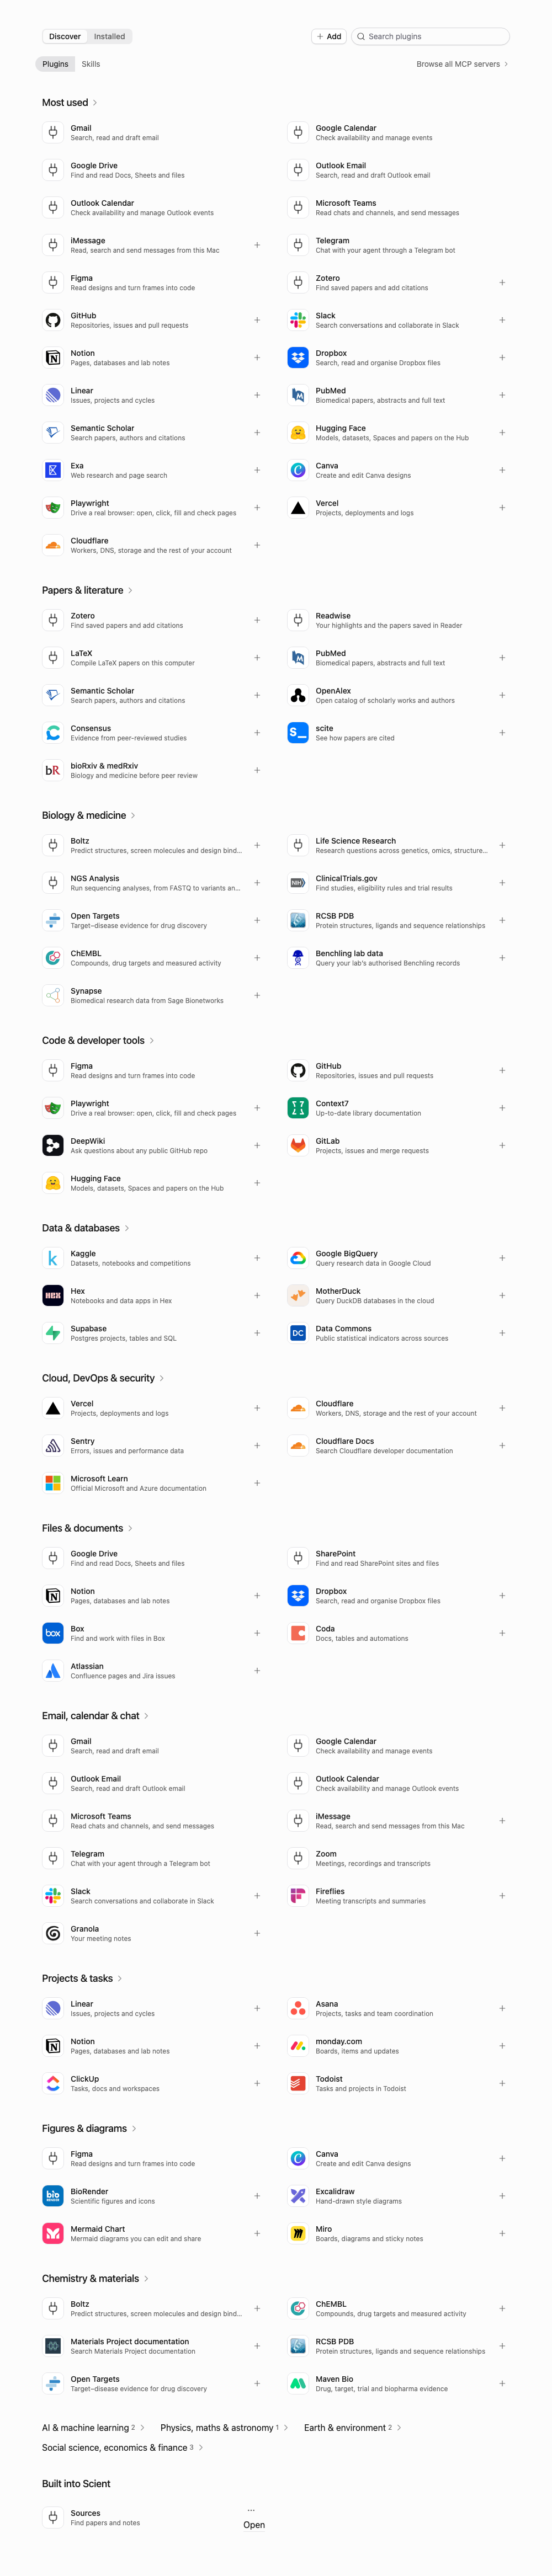 Discover Installed
+ Add
Search plugins
Plugins Skills
Browse all MCP servers
Most used
Gmail
Search, read and draft email
Google Calendar
Check availability and manage events
Google Drive
Find and read Docs, Sheets and files
Outlook Email
Search, read and draft Outlook email
Outlook Calendar
Check availability and manage Outlook events
Microsoft Teams
Read chats and channels, and send messages
iMessage
Read, search and send messages from this Mac
Telegram
Chat with your agent through a Telegram bot
Figma
Read designs and turn frames into code
Zotero
Find saved papers and add citations
GitHub
Repositories, issues and pull requests
Slack
Search conversations and collaborate in Slack
Notion
Pages, databases and lab notes
Dropbox
Search, read and organise Dropbox files
Linear
Issues, projects and cycles
PubMed
Biomedical papers, abstracts and full text
Semantic Scholar
Search papers, authors and citations
Hugging Face
Models, datasets, Spaces and papers on the Hub
Exa
Web research and page search
Canva
Create and edit Canva designs
Playwright
Drive a real browser: open, click, fill and check pages
Vercel
Projects, deployments and logs
Cloudflare
Workers, DNS, storage and the rest of your account
Papers & literature
Zotero
Find saved papers and add citations
Readwise
Your highlights and the papers saved in Reader
LaTeX
Compile LaTeX papers on this computer
PubMed
Biomedical papers, abstracts and full text
Semantic Scholar
Search papers, authors and citations
OpenAlex
Open catalog of scholarly works and authors
Consensus
Evidence from peer-reviewed studies
scite
See how papers are cited
bR
bioRxiv & medRxiv
Biology and medicine before peer review
Biology & medicine
Boltz
Predict structures, screen molecules and design bind...
Life Science Research
Research questions across genetics, omics, structure...
NGS Analysis
Run sequencing analyses, from FASTQ to variants an...
NIH
ClinicalTrials.gov
Find studies, eligibility rules and trial results
Open Targets
Target–disease evidence for drug discovery
RCSB PDB
Protein structures, ligands and sequence relationships
ChEMBL
Compounds, drug targets and measured activity
Benchling lab data
Query your lab's authorised Benchling records
Synapse
Biomedical research data from Sage Bionetworks
Code & developer tools
Figma
Read designs and turn frames into code
GitHub
Repositories, issues and pull requests
Playwright
Drive a real browser: open, click, fill and check pages
Context7
Up-to-date library documentation
DeepWiki
Ask questions about any public GitHub repo
GitLab
Projects, issues and merge requests
Hugging Face
Models, datasets, Spaces and papers on the Hub
Data & databases
Kaggle
Datasets, notebooks and competitions
Google BigQuery
Query research data in Google Cloud
HEX
Hex
Notebooks and data apps in Hex
MotherDuck
Query DuckDB databases in the cloud
Supabase
Postgres projects, tables and SQL
DC
Data Commons
Public statistical indicators across sources
Cloud, DevOps & security
Vercel
Projects, deployments and logs
Cloudflare
Workers, DNS, storage and the rest of your account
Sentry
Errors, issues and performance data
Cloudflare Docs
Search Cloudflare developer documentation
Microsoft Learn
Official Microsoft and Azure documentation
Files & documents
Google Drive
Find and read Docs, Sheets and files
SharePoint
Find and read SharePoint sites and files
Notion
Pages, databases and lab notes
Dropbox
Search, read and organise Dropbox files
box
Box
Find and work with files in Box
Coda
Docs, tables and automations
Atlassian
Confluence pages and Jira issues
Email, calendar & chat
Gmail
Search, read and draft email
Google Calendar
Check availability and manage events
Outlook Email
Search, read and draft Outlook email
Outlook Calendar
Check availability and manage Outlook events
Microsoft Teams
Read chats and channels, and send messages
iMessage
Read, search and send messages from this Mac
Telegram
Chat with your agent through a Telegram bot
Zoom
Meetings, recordings and transcripts
Slack
Search conversations and collaborate in Slack
Fireflies
Meeting transcripts and summaries
Granola
Your meeting notes
Projects & tasks
Linear
Issues, projects and cycles
Asana
Projects, tasks and team coordination
Notion
Pages, databases and lab notes
monday.com
Boards, items and updates
ClickUp
Tasks, docs and workspaces
Todoist
Tasks and projects in Todoist
Figures & diagrams
Figma
Read designs and turn frames into code
Canva
Create and edit Canva designs
bio
BioRender
Scientific figures and icons
Excalidraw
Hand-drawn style diagrams
Mermaid Chart
Mermaid diagrams you can edit and share
Miro
Boards, diagrams and sticky notes
Chemistry & materials
Boltz
Predict structures, screen molecules and design bind...
ChEMBL
Compounds, drug targets and measured activity
Materials Project documentation
Search Materials Project documentation
RCSB PDB
Protein structures, ligands and sequence relationships
Open Targets
Target–disease evidence for drug discovery
Maven Bio
Drug, target, trial and biopharma evidence
AI & machine learning 2 Physics, maths & astronomy 1 Earth & environment 2
Social science, economics & finance 3
Built into Scient
Sources
Find papers and notes
...
Open